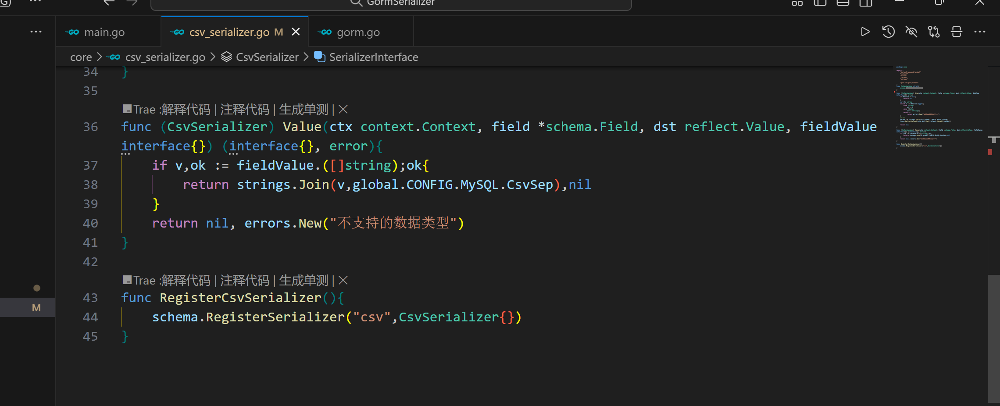 G)
GormSerializer
main.go
csv_serializer.go M
gorm.go
core > csv_serializer.go > CsvSerializer > SerializerInterface
34 }
35
Trae :解释代码 | 注释代码 | 生成单测 | ×
36 func (CsvSerializer) Value(ctx context.Context, field *schema.Field, dst reflect.Value, fieldValue
interface{}) (interface{}, error){
37 if v,ok := fieldValue.([]string);ok{
38 return strings.Join(v,global.CONFIG.MySQL.CsvSep),nil
39 }
40 return nil, errors.New("不支持的数据类型")
41 }
42
Trae :解释代码 | 注释代码 | 生成单测 | ×
43 func RegisterCsvSerializer(){
M
44 schema.RegisterSerializer("csv",CsvSerializer{})
45 }